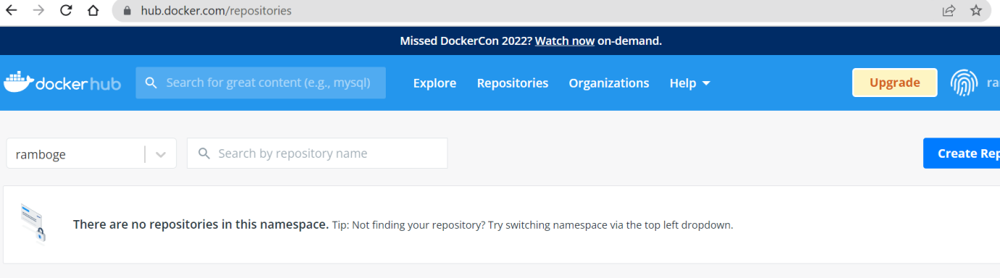 hub.docker.com/repositories
Missed DockerCon 2022? Watch now on-demand.
docker hub Search for great content (e.g., mysql) Explore Repositories Organizations Help Upgrade ra
ramboge Search by repository name Create Rep
There are no repositories in this namespace. Tip: Not finding your repository? Try switching namespace via the top left dropdown.